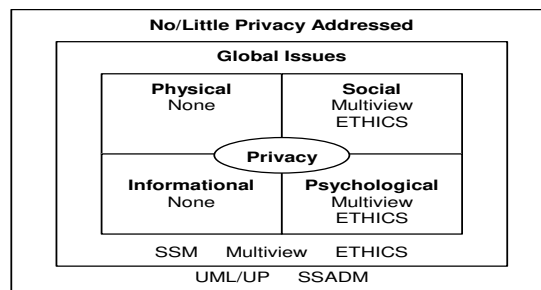 No/Little Privacy Addressed
Global Issues
Physical
None
Social
Multiview
ETHICS
Privacy
Informational
None
Psychological
Multiview
ETHICS
SSM Multiview ETHICS
UML/UP SSADM